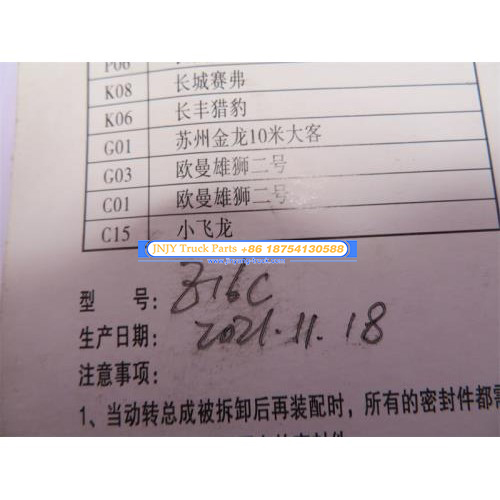 P06
K08 长城赛弗
K06 长丰猎豹
G01 苏州金龙10米大客
G03 欧曼雄狮二号
C01 欧曼雄狮二号
C15 小飞龙
JNJY Truck Parts +86 18754130588
型 号: Z16C
生产日期: 2021.11.18
注意事项:
1、当动转总成被拆卸后再装配时，所有的密封件都需